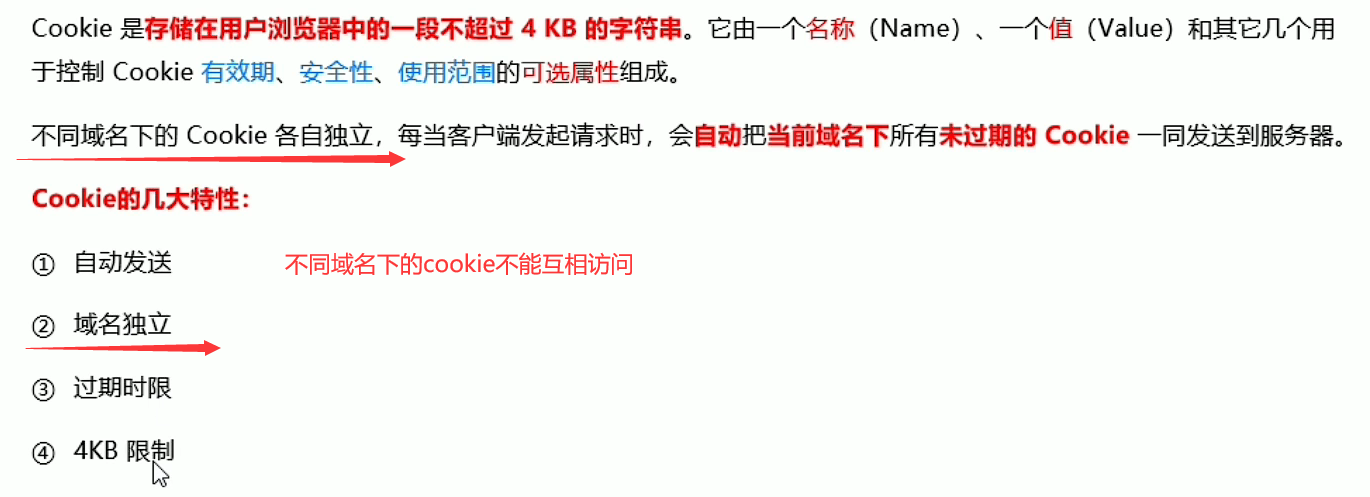 Cookie 是存储在用户浏览器中的一段不超过 4 KB 的字符串。它由一个名称（Name）、一个值（Value）和其它几个用
于控制 Cookie 有效期、安全性、使用范围的可选属性组成。
不同域名下的 Cookie 各自独立，每当客户端发起请求时，会自动把当前域名下所有未过期的 Cookie 一同发送到服务器。
Cookie的几大特性：
① 自动发送
不同域名下的cookie不能互相访问
② 域名独立
③ 过期时限
④ 4KB 限制